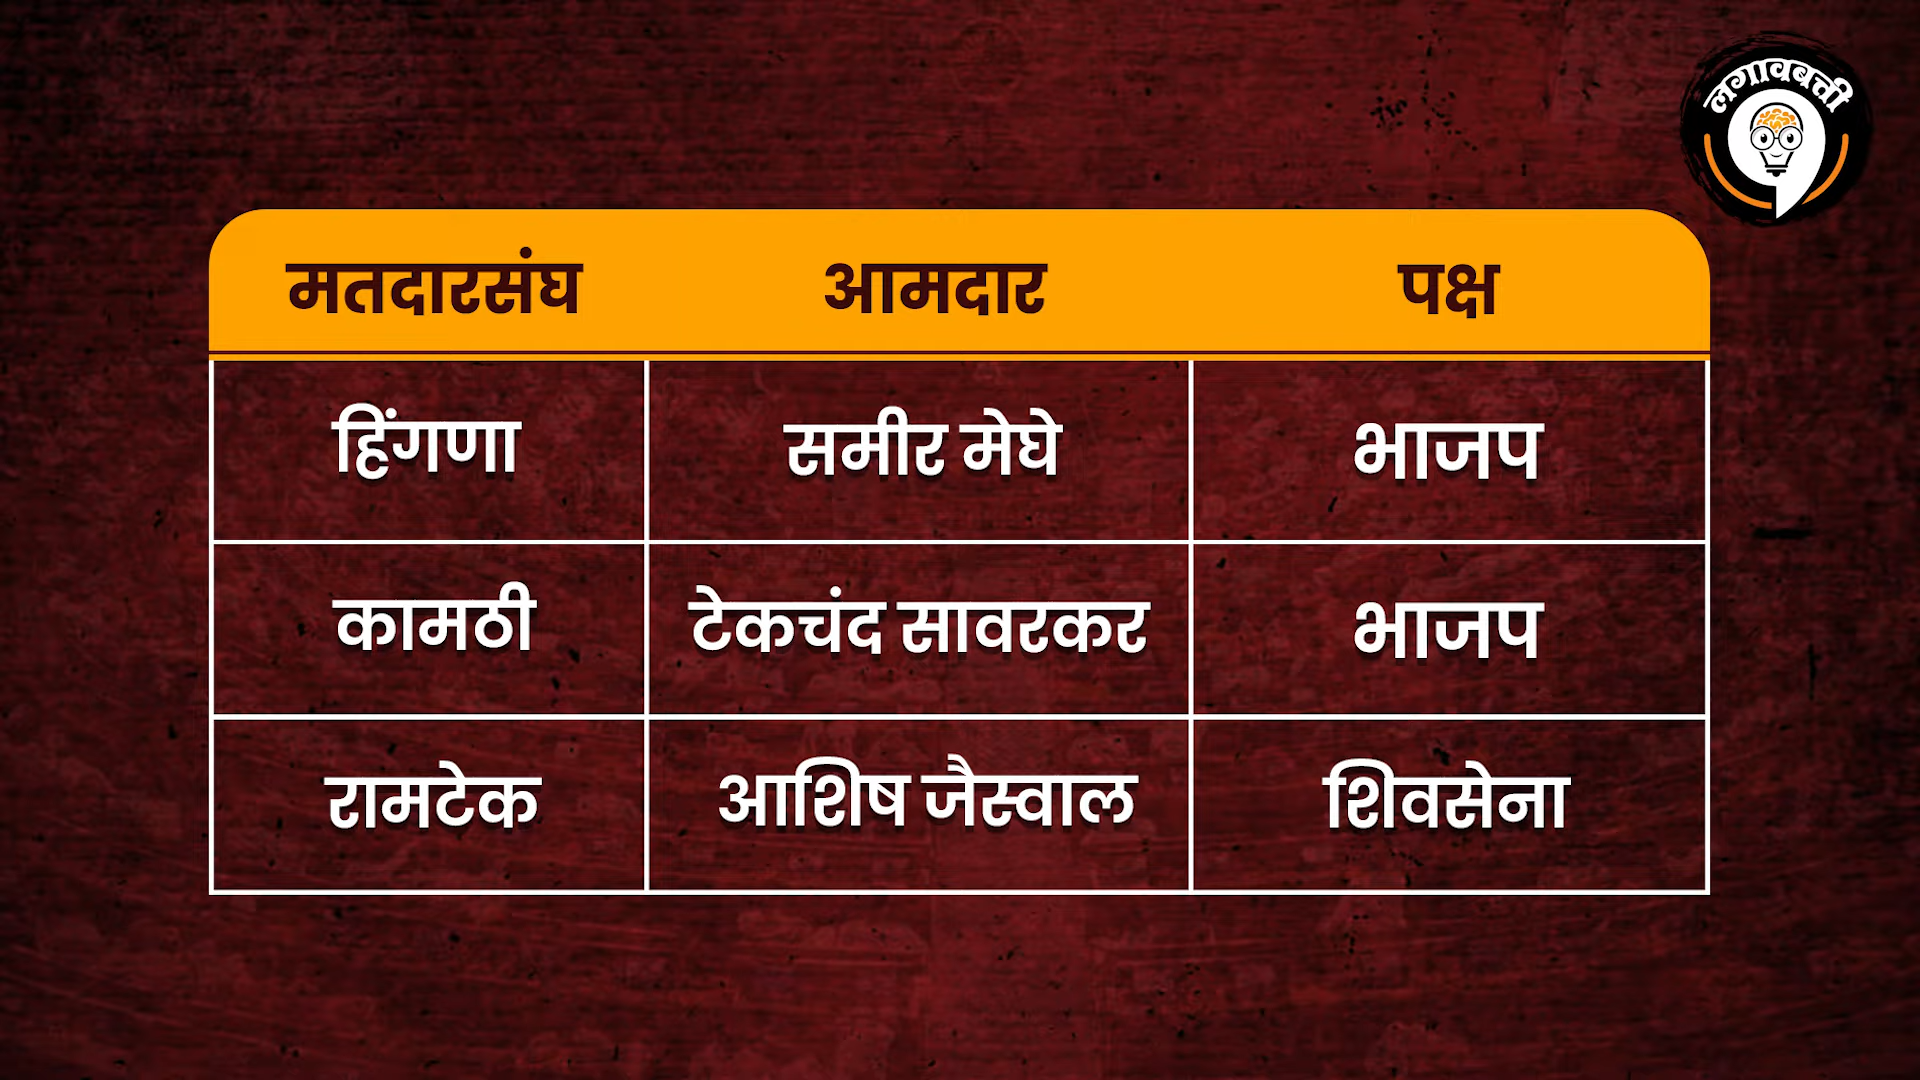 लगावबत्ती
मतदारसंघ आमदार पक्ष
हिंगणा समीर मेघे भाजप
कामठी टेकचंद सावरकर भाजप
रामटेक आशिष जैस्वाल शिवसेना